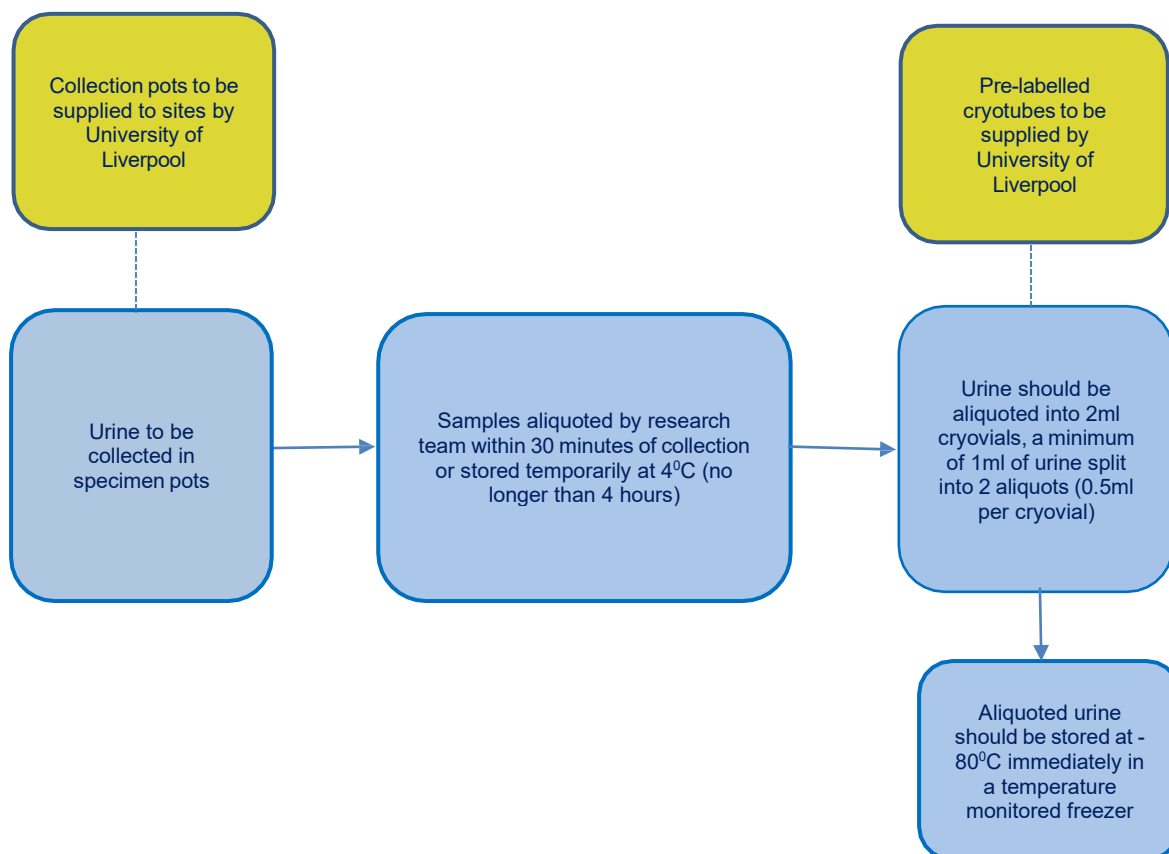 Collection pots to be
supplied to sites by
University of
Liverpool
Pre-labelled
cryotubes to be
supplied by
University of
Liverpool
Urine to be
collected in
specimen pots
Samples aliquoted by research
team within 30 minutes of collection
or stored temporarily at 4⁰C (no
longer than 4 hours)
Urine should be
aliquoted into 2ml
cryovials, a minimum
of 1ml of urine split
into 2 aliquots (0.5ml
per cryovial)
Aliquoted urine
should be stored at -
80⁰C immediately in
a temperature
monitored freezer